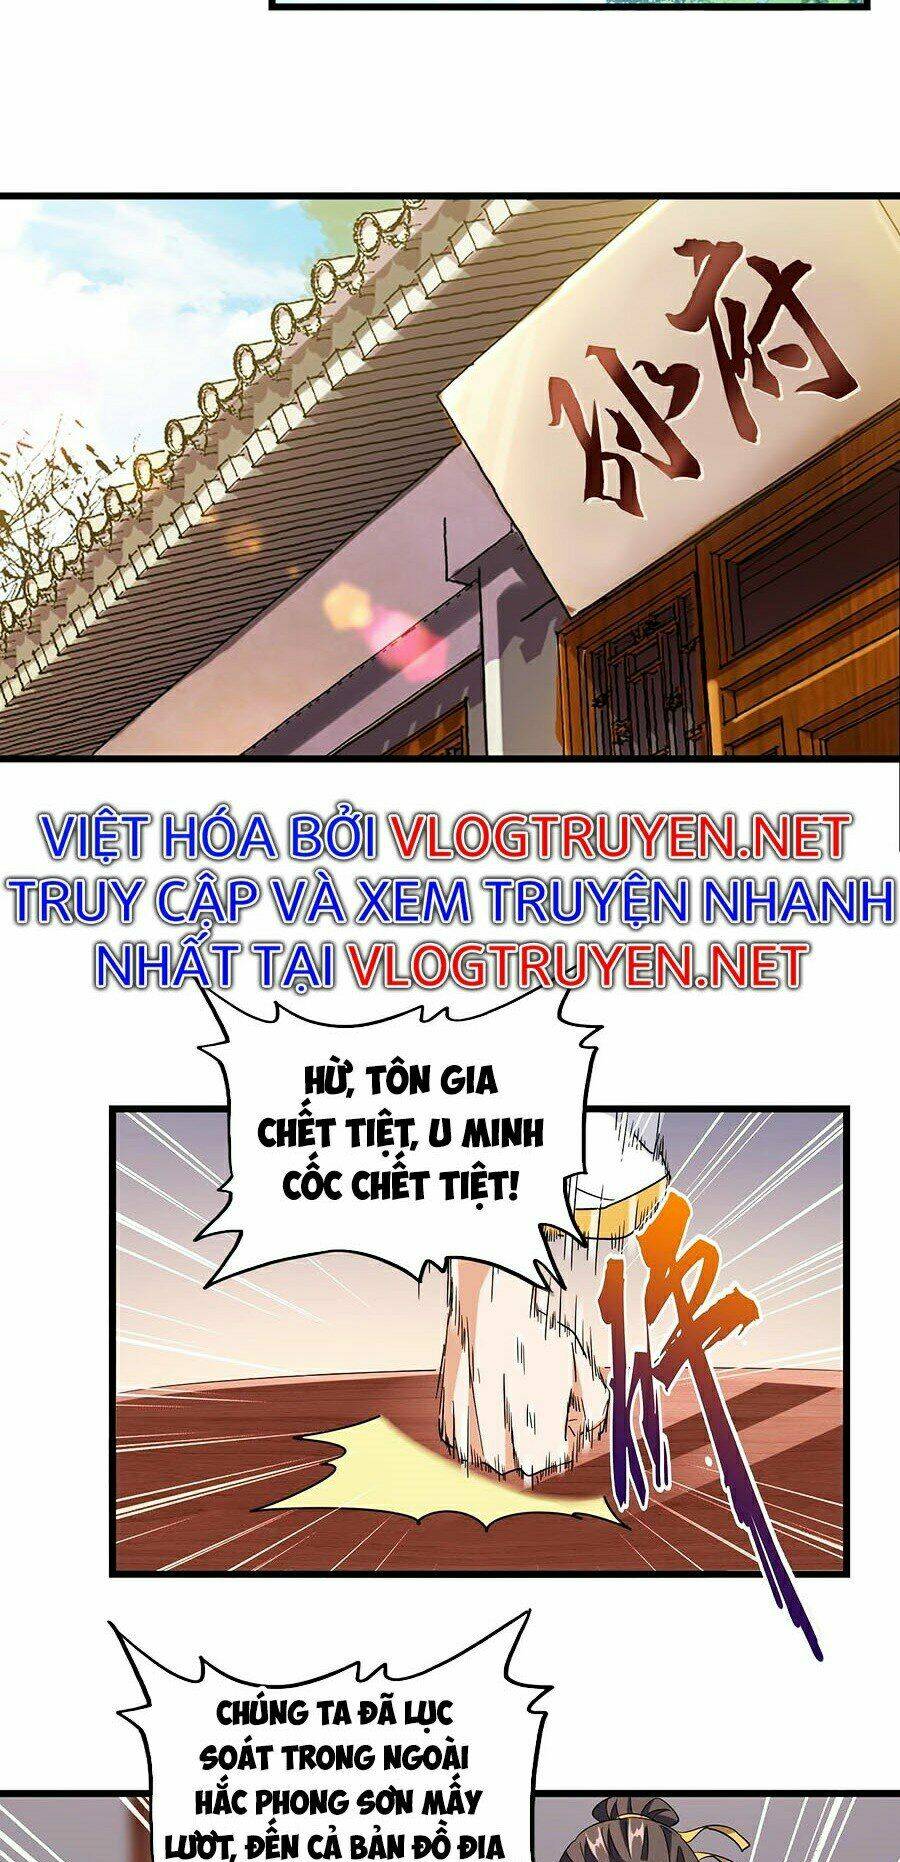 邓府
VIỆT HÓA BỞI VLOGTRUYEN.NET
TRUY CẬP VÀ XEM TRUYỆN NHANH
NHẤT TẠI VLOGTRUYEN.NET
HỪ, TÔN GIA
CHẾT TIỆT, U MINH
CỐC CHẾT TIỆT!
CHÚNG TA ĐÃ LỤC
SOÁT TRONG NGOÀI
HẮC PHONG SƠN MẤY
LƯỢT, ĐẾN CẢ BẢN ĐỒ ĐỊA